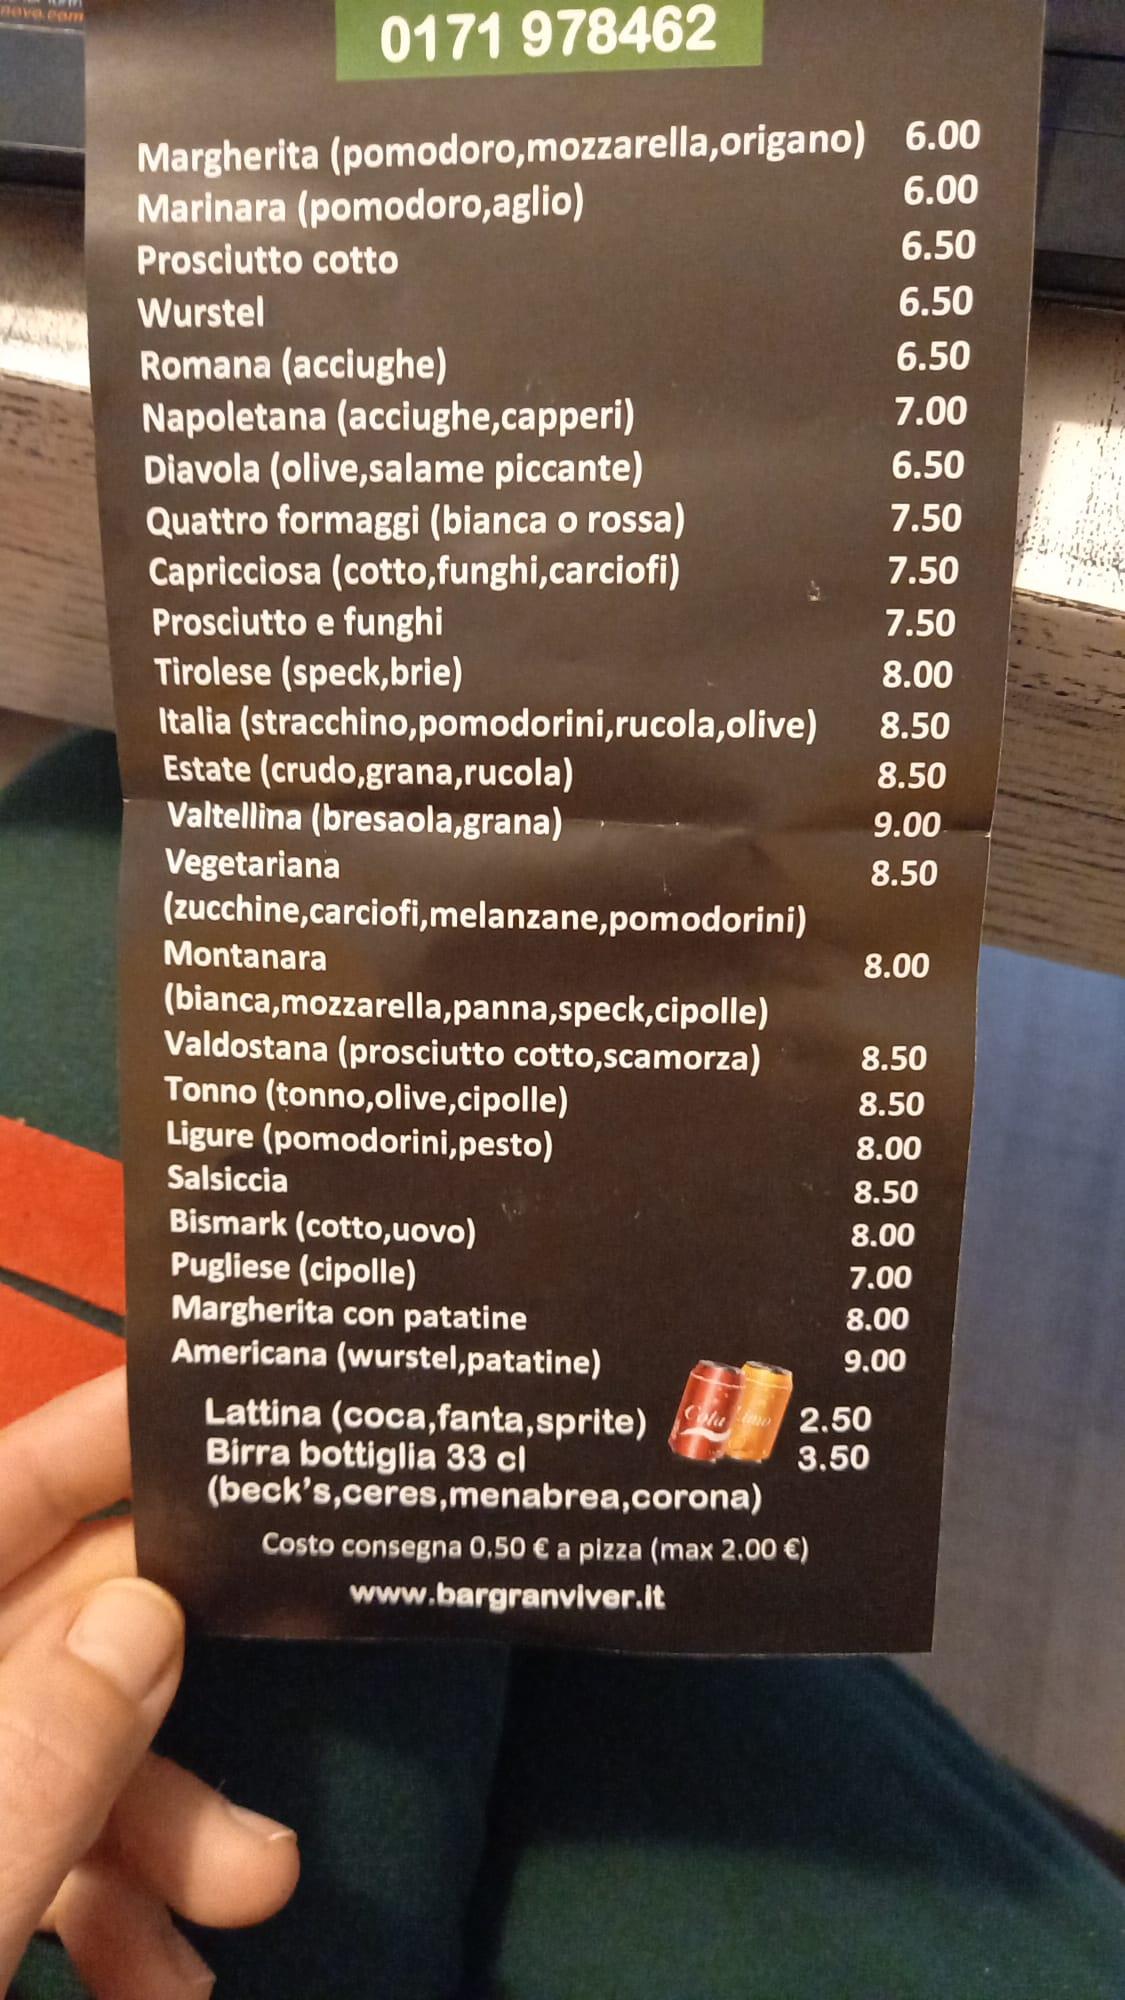 0171 978462
Margherita (pomodoro,mozzarella,origano) 6.00
Marinara (pomodoro,aglio) 6.00
Prosciutto cotto 6.50
Wurstel 6.50
Romana (acciughe) 6.50
Napoletana (acciughe,capperi) 7.00
Diavola (olive,salame piccante) 6.50
Quattro formaggi (bianca o rossa) 7.50
Capricciosa (cotto,funghi,carciofi) 7.50
Prosciutto e funghi 7.50
Tirolese (speck,brie) 8.00
Italia (stracchino,pomodorini,rucola,olive) 8.50
Estate (crudo,grana,rucola) 8.50
Valtellina (bresaola,grana) 9.00
Vegetariana 8.50
(zucchine,carciofi,melanzane,pomodorini)
Montanara 8.00
(bianca,mozzarella,panna,speck,cipolle)
Valdostana (prosciutto cotto,scamorza) 8.50
Tonno (tonno,olive,cipolle) 8.50
Ligure (pomodorini,pesto) 8.00
Salsiccia 8.50
Bismark (cotto,uovo) 8.00
Pugliese (cipolle) 7.00
Margherita con patatine 8.00
Americana (wurstel,patatine) 9.00
Lattina (coca,fanta,sprite) Cola Limo 2.50
Birra bottiglia 33 cl 3.50
(beck's,ceres,menabrea,corona)
Costo consegna 0.50 € a pizza (max 2.00 €)
www.bargranviver.it